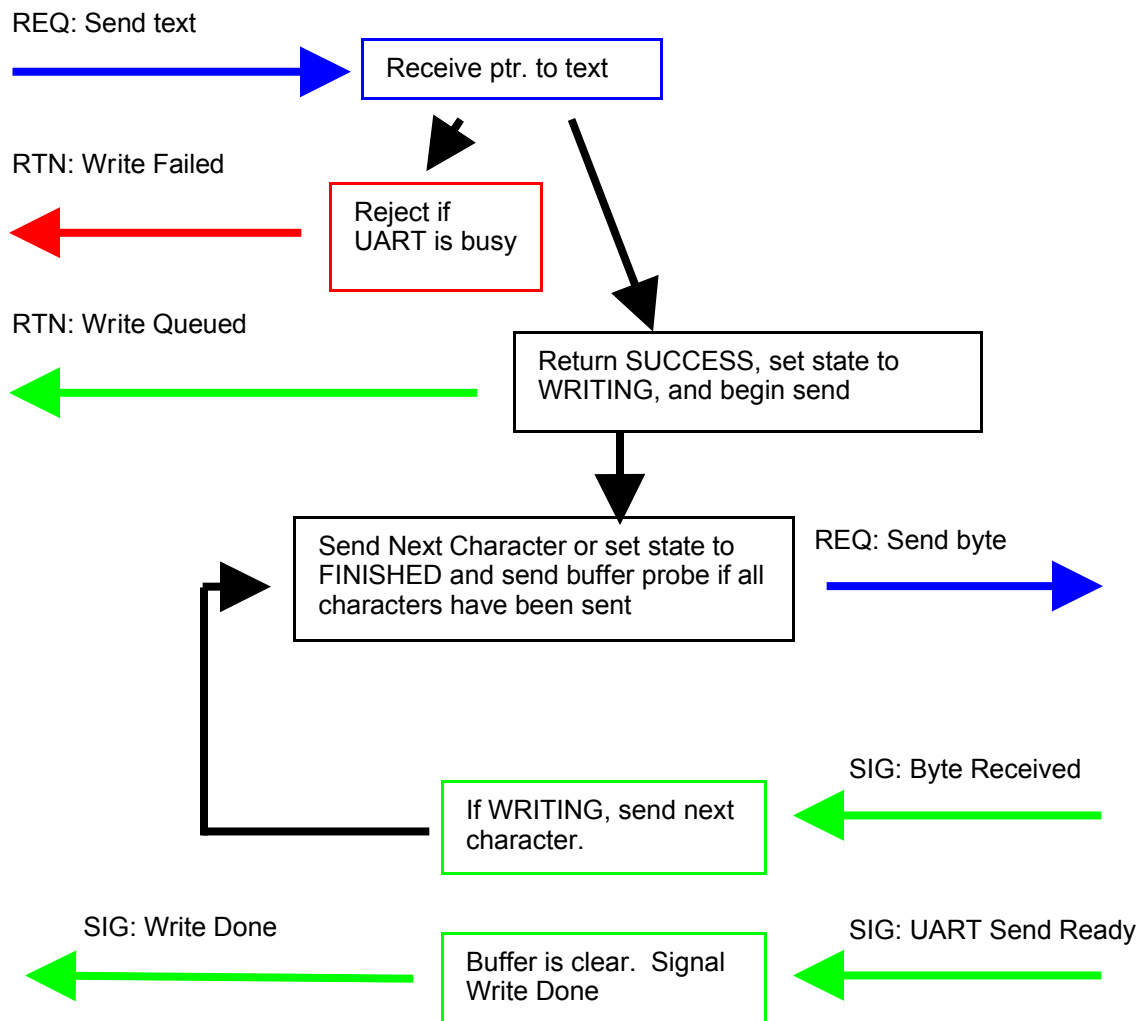 REQ: Send text
Receive ptr. to text
RTN: Write Failed
Reject if
UART is busy
RTN: Write Queued
Return SUCCESS, set state to
WRITING, and begin send
Send Next Character or set state to
FINISHED and send buffer probe if all
characters have been sent
REQ: Send byte
SIG: Byte Received
If WRITING, send next
character.
SIG: Write Done
SIG: UART Send Ready
Buffer is clear.  Signal
Write Done